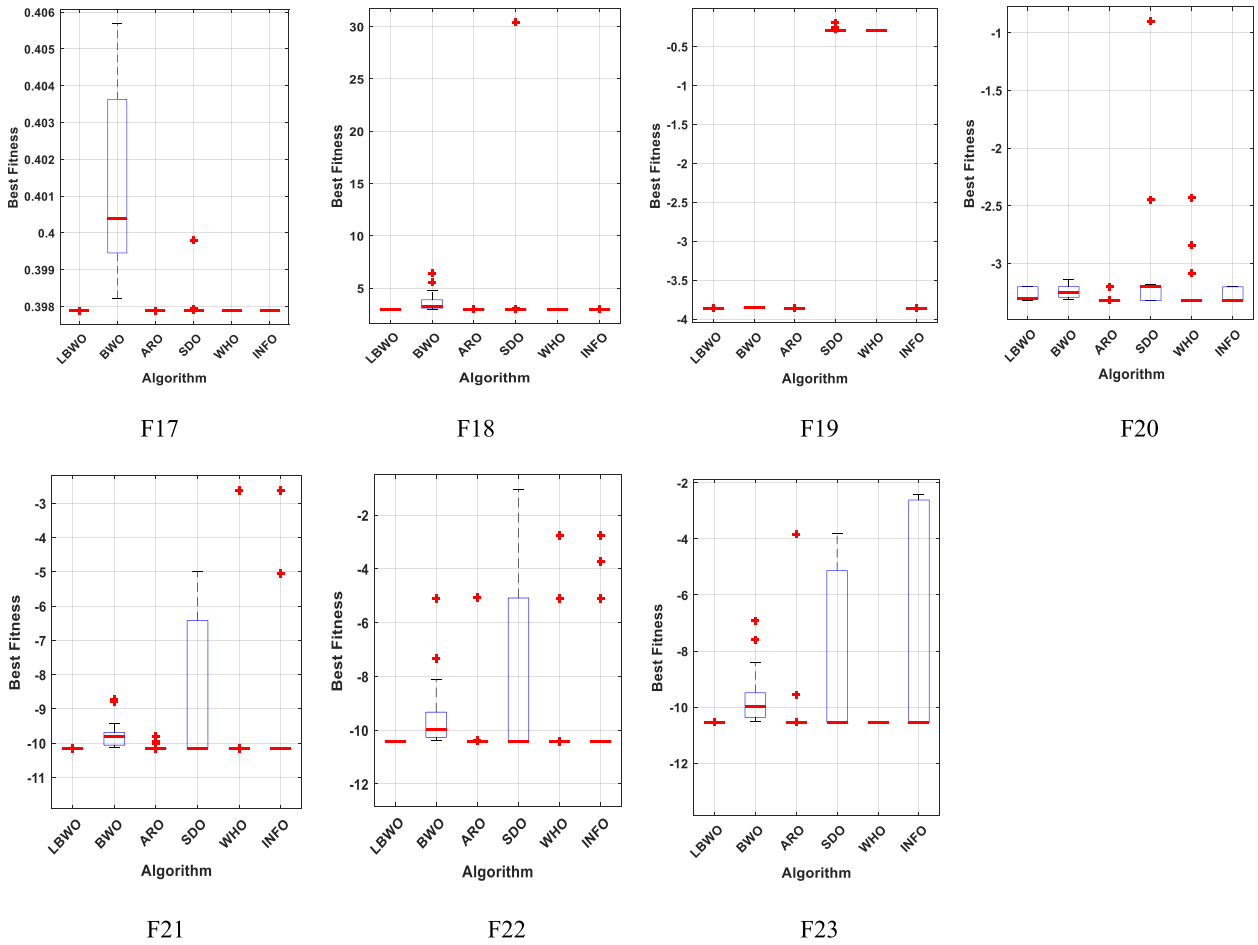 0.406
0.405
0.404
0.403
0.402
0.401
0.4
0.399
0.398
Best Fitness
LBWO
BWO
ARO
SDO
WHO
INFO
Algorithm
F17
30
25
20
15
10
5
Best Fitness
LBWO
BWO
ARO
SDO
WHO
INFO
Algorithm
F18
-0.5
-1
-1.5
-2
-2.5
-3
-3.5
-4
Best Fitness
LBWO
BWO
ARO
SDO
WHO
INFO
Algorithm
F19
-1
-1.5
-2
-2.5
-3
Best Fitness
LBWO
BWO
ARO
SDO
WHO
INFO
Algorithm
F20
-3
-4
-5
-6
-7
-8
-9
-10
-11
Best Fitness
LBWO
BWO
ARO
SDO
WHO
INFO
Algorithm
F21
-2
-4
-6
-8
-10
-12
Best Fitness
LBWO
BWO
ARO
SDO
WHO
INFO
Algorithm
F22
-2
-4
-6
-8
-10
-12
Best Fitness
LBWO
BWO
ARO
SDO
WHO
INFO
Algorithm
F23